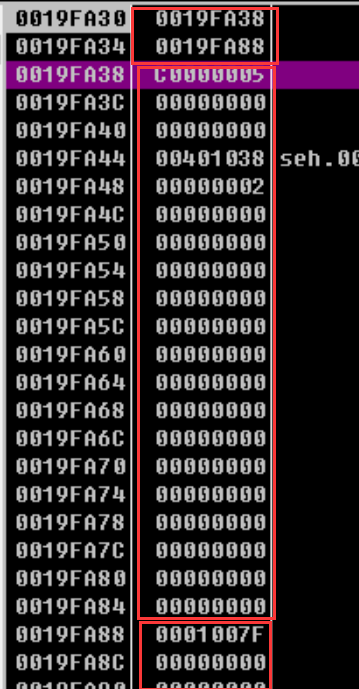 0019FA30 0019FA38
0019FA34 0019FA88
0019FA38 C0000005
0019FA3C 00000000
0019FA40 00000000
0019FA44 00401038 seh.00
0019FA48 00000002
0019FA4C 00000000
0019FA50 00000000
0019FA54 00000000
0019FA58 00000000
0019FA5C 00000000
0019FA60 00000000
0019FA64 00000000
0019FA68 00000000
0019FA6C 00000000
0019FA70 00000000
0019FA74 00000000
0019FA78 00000000
0019FA7C 00000000
0019FA80 00000000
0019FA84 00000000
0019FA88 0001007F
0019FA8C 00000000